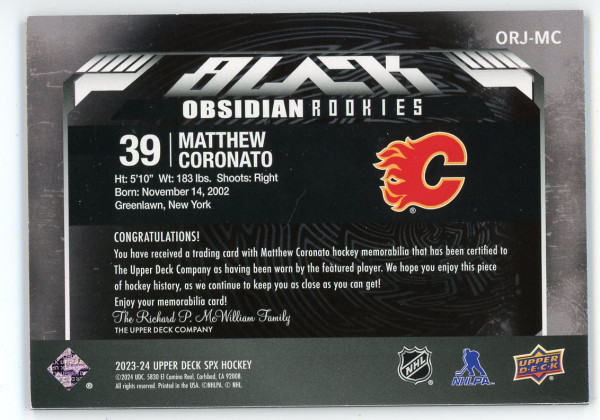 ORJ-MC
BLACK
OBSIDIAN ROOKIES
39 MATTHEW
CORONATO
Ht: 5'10" Wt: 183 lbs. Shoots: Right
Born: November 14, 2002
Greenlawn, New York
C
®
CONGRATULATIONS!
You have received a trading card with Matthew Coronato hockey memorabilia that has been certified to
The Upper Deck Company as having been worn by the featured player. We hope you enjoy this piece
of hockey history, as we continue to keep you as close as you can get!
Enjoy your memorabilia card!
The Richard P. McWilliam Family
THE UPPER DECK COMPANY
2023-24 UPPER DECK SPX HOCKEY
©2024 UDC. 5830 El Camino Real, Carlsbad, CA 92008.
All rights reserved. Printed in the USA. ©NHLPA. © NHL.
®
NHL
®
NHLPA
UPPER
DECK